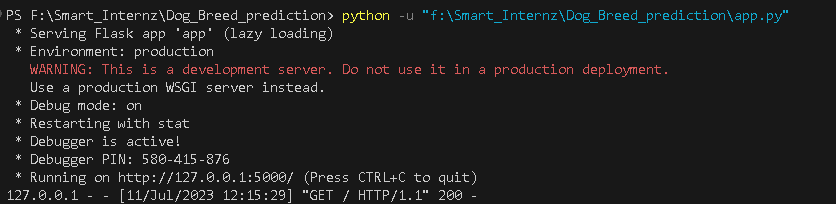 PS F:\Smart_Internz\Dog_Breed_prediction> python -u "f:\Smart_Internz\Dog_Breed_prediction\app.py"
* Serving Flask app 'app' (lazy loading)
* Environment: production
WARNING: This is a development server. Do not use it in a production deployment.
Use a production WSGI server instead.
* Debug mode: on
* Restarting with stat
* Debugger is active!
* Debugger PIN: 580-415-876
* Running on http://127.0.0.1:5000/ (Press CTRL+C to quit)
127.0.0.1 - - [11/Jul/2023 12:15:29] "GET / HTTP/1.1" 200 -